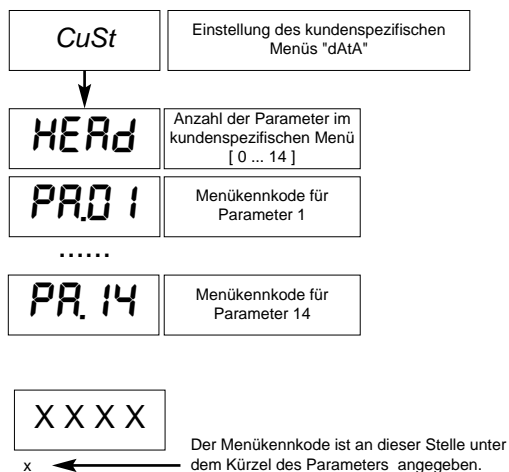 CuSt
Einstellung des kundenspezifischen
Menüs "dAtA"
HEAd
Anzahl der Parameter im
kundenspezifischen Menü
[ 0 ... 14 ]
PA.01
Menükennkode für
Parameter 1
......
PA.14
Menükennkode für
Parameter 14
X X X X
x
Der Menükennkode ist an dieser Stelle unter
dem Kürzel des Parameters angegeben.